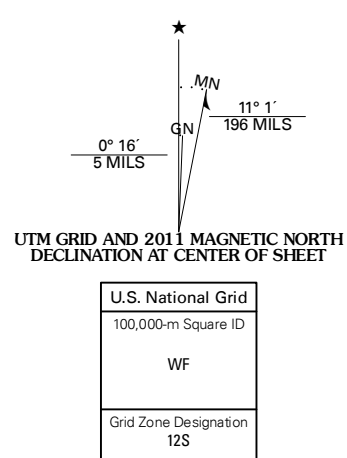 ★
MN
11° 1´
196 MILS
GN
0° 16´
5 MILS
UTM GRID AND 2011 MAGNETIC NORTH
DECLINATION AT CENTER OF SHEET
U.S. National Grid
100,000-m Square ID
WF
Grid Zone Designation
12S